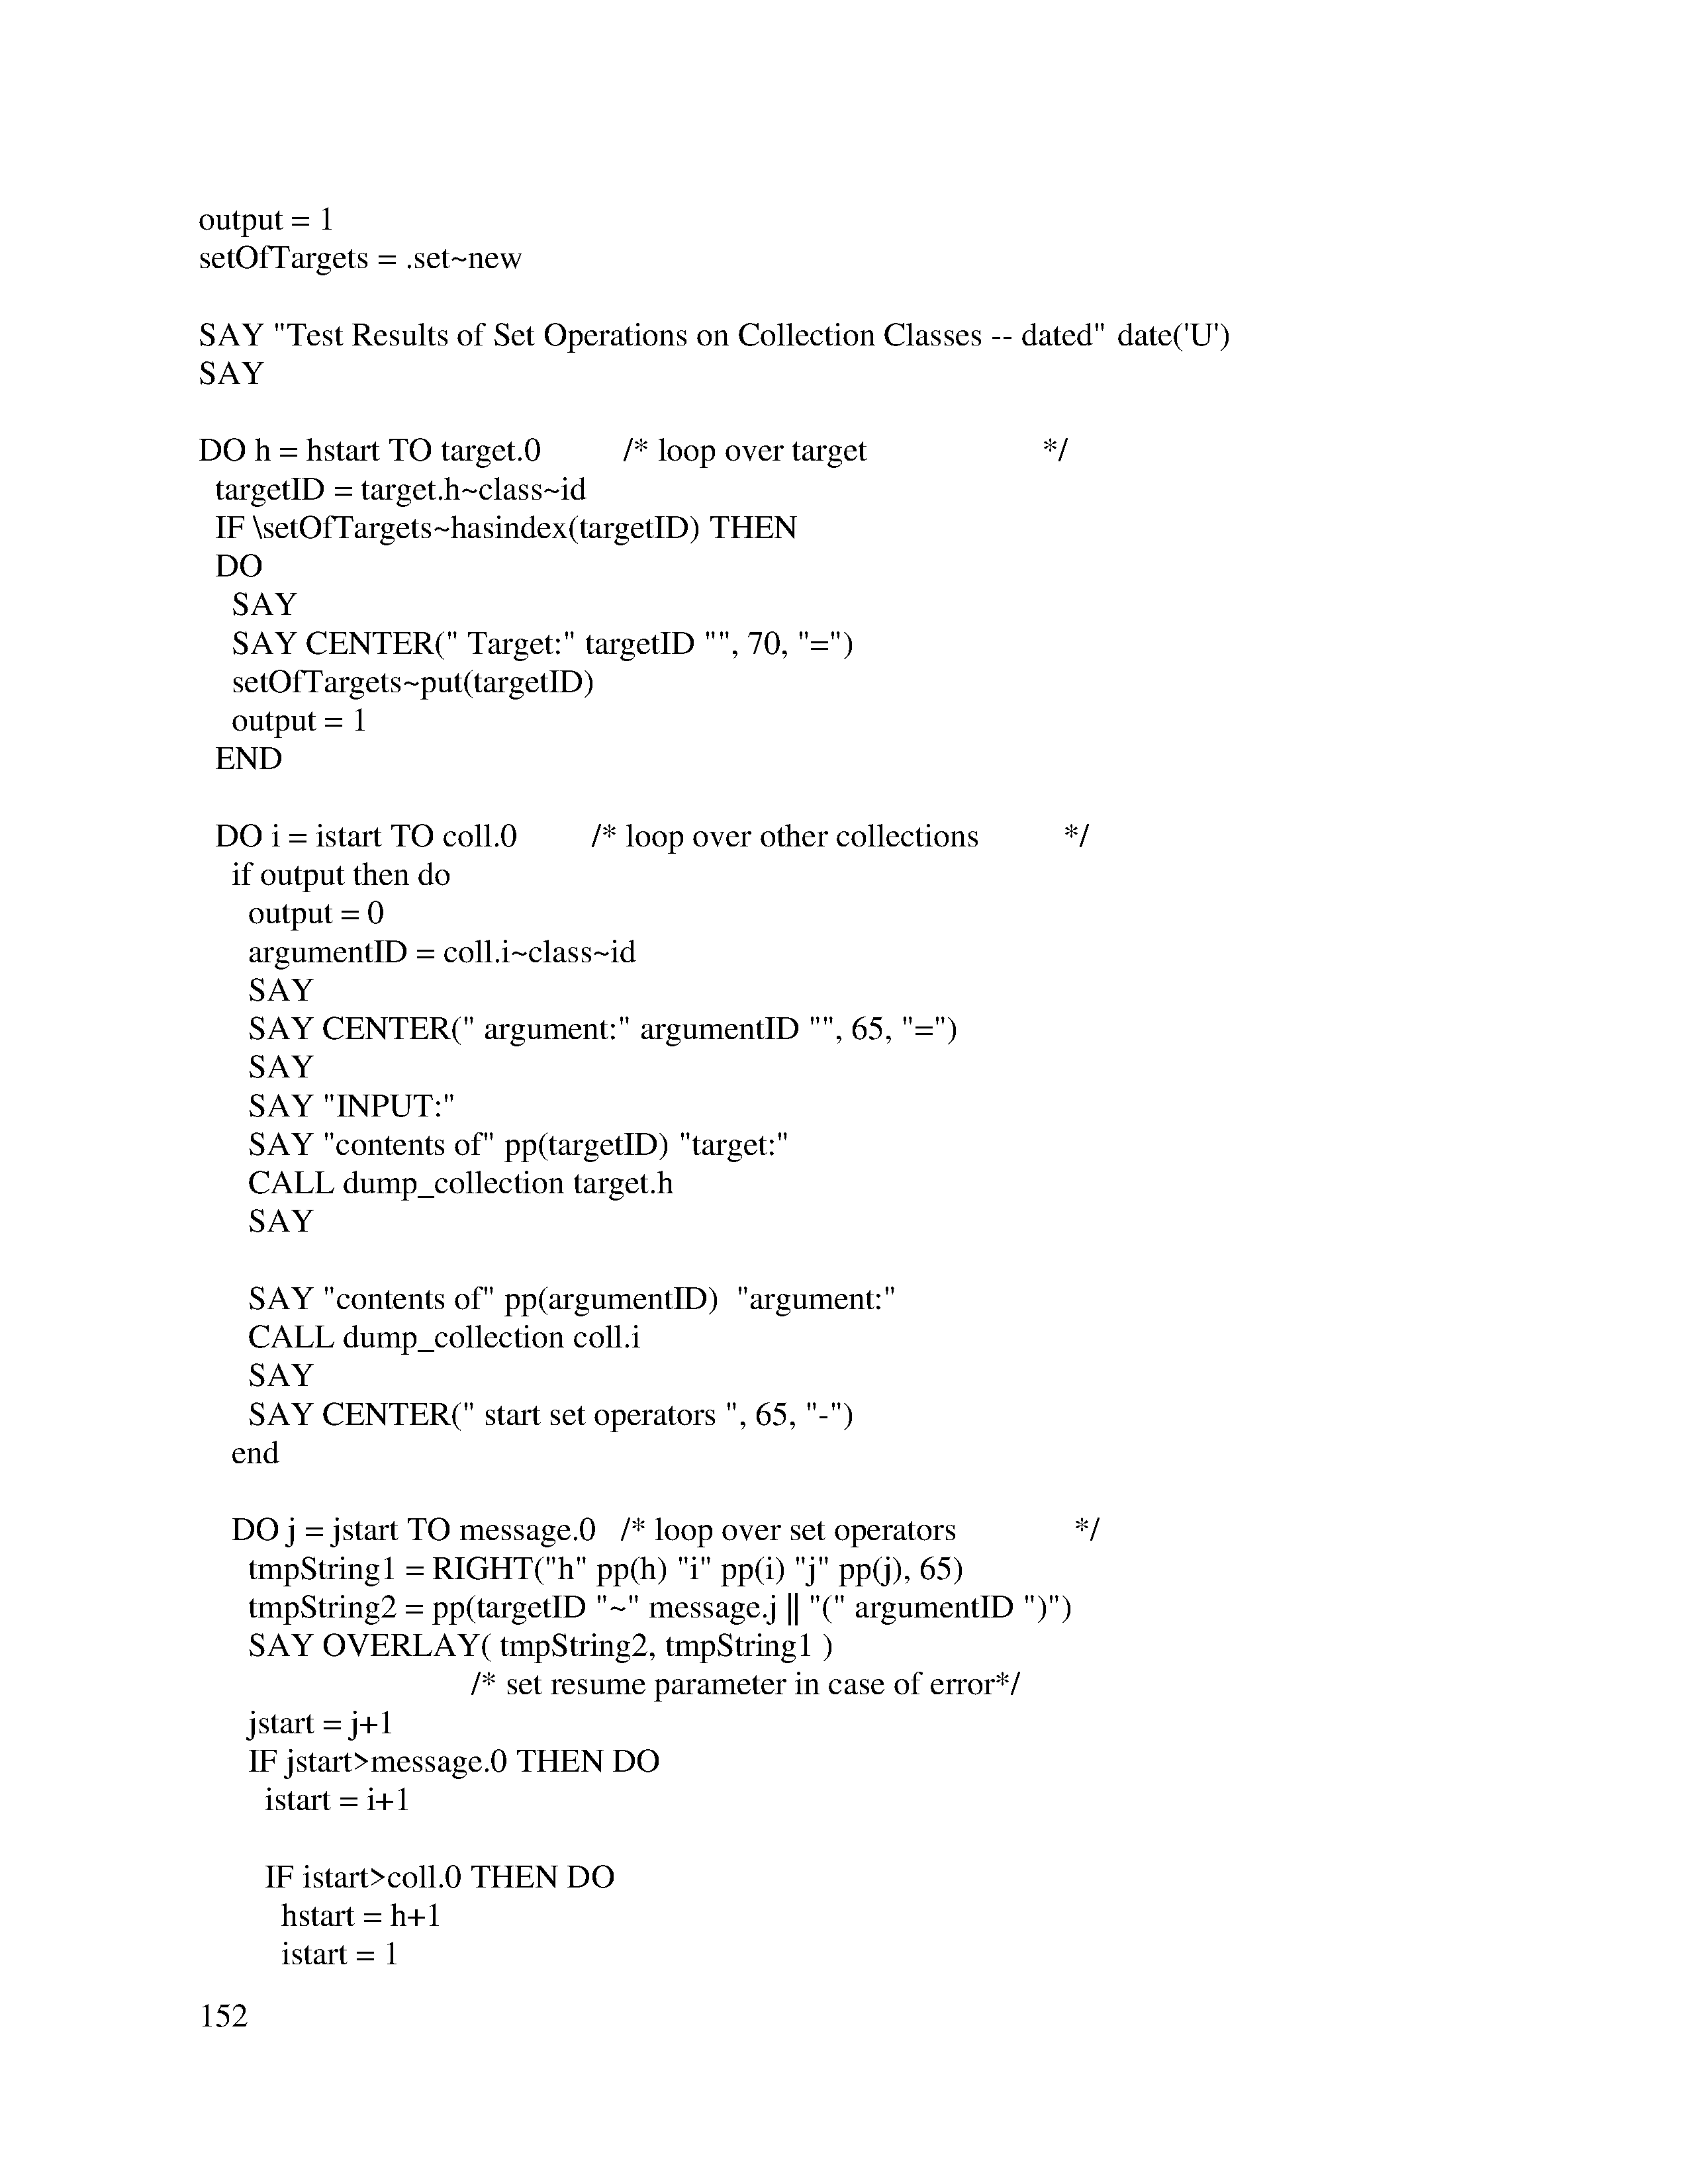 output = 1
setOfTargets = .set~new
SAY "Test Results of Set Operations on Collection Classes -- dated" date('U')
SAY
DO h = hstart TO target.0 /* loop over target */
targetID = target.h~class~id
IF \setOfTargets~hasindex(targetID) THEN
DO
SAY
SAY CENTER(" Target:" targetID "", 70, "=")
setOfTargets~put(targetID)
output = 1
END
DO i = istart TO coll.0 /* loop over other collections */
if output then do
output = 0
argumentID = coll.i~class~id
SAY
SAY CENTER(" argument:" argumentID "", 65, "=")
SAY
SAY "INPUT:"
SAY "contents of" pp(targetID) "target:"
CALL dump_collection target.h
SAY
SAY "contents of" pp(argumentID)  "argument:"
CALL dump_collection coll.i
SAY
SAY CENTER(" start set operators ", 65, "-")
end
DO j = jstart TO message.0 /* loop over set operators */
tmpString1 = RIGHT("h" pp(h) "i" pp(i) "j" pp(j), 65)
tmpString2 = pp(targetID "~" message.j || "(" argumentID ")")
SAY OVERLAY( tmpString2, tmpString1 )
/* set resume parameter in case of error*/
jstart = j+1
IF jstart>message.0 THEN DO
istart = i+1
IF istart>coll.0 THEN DO
hstart = h+1
istart = 1
152